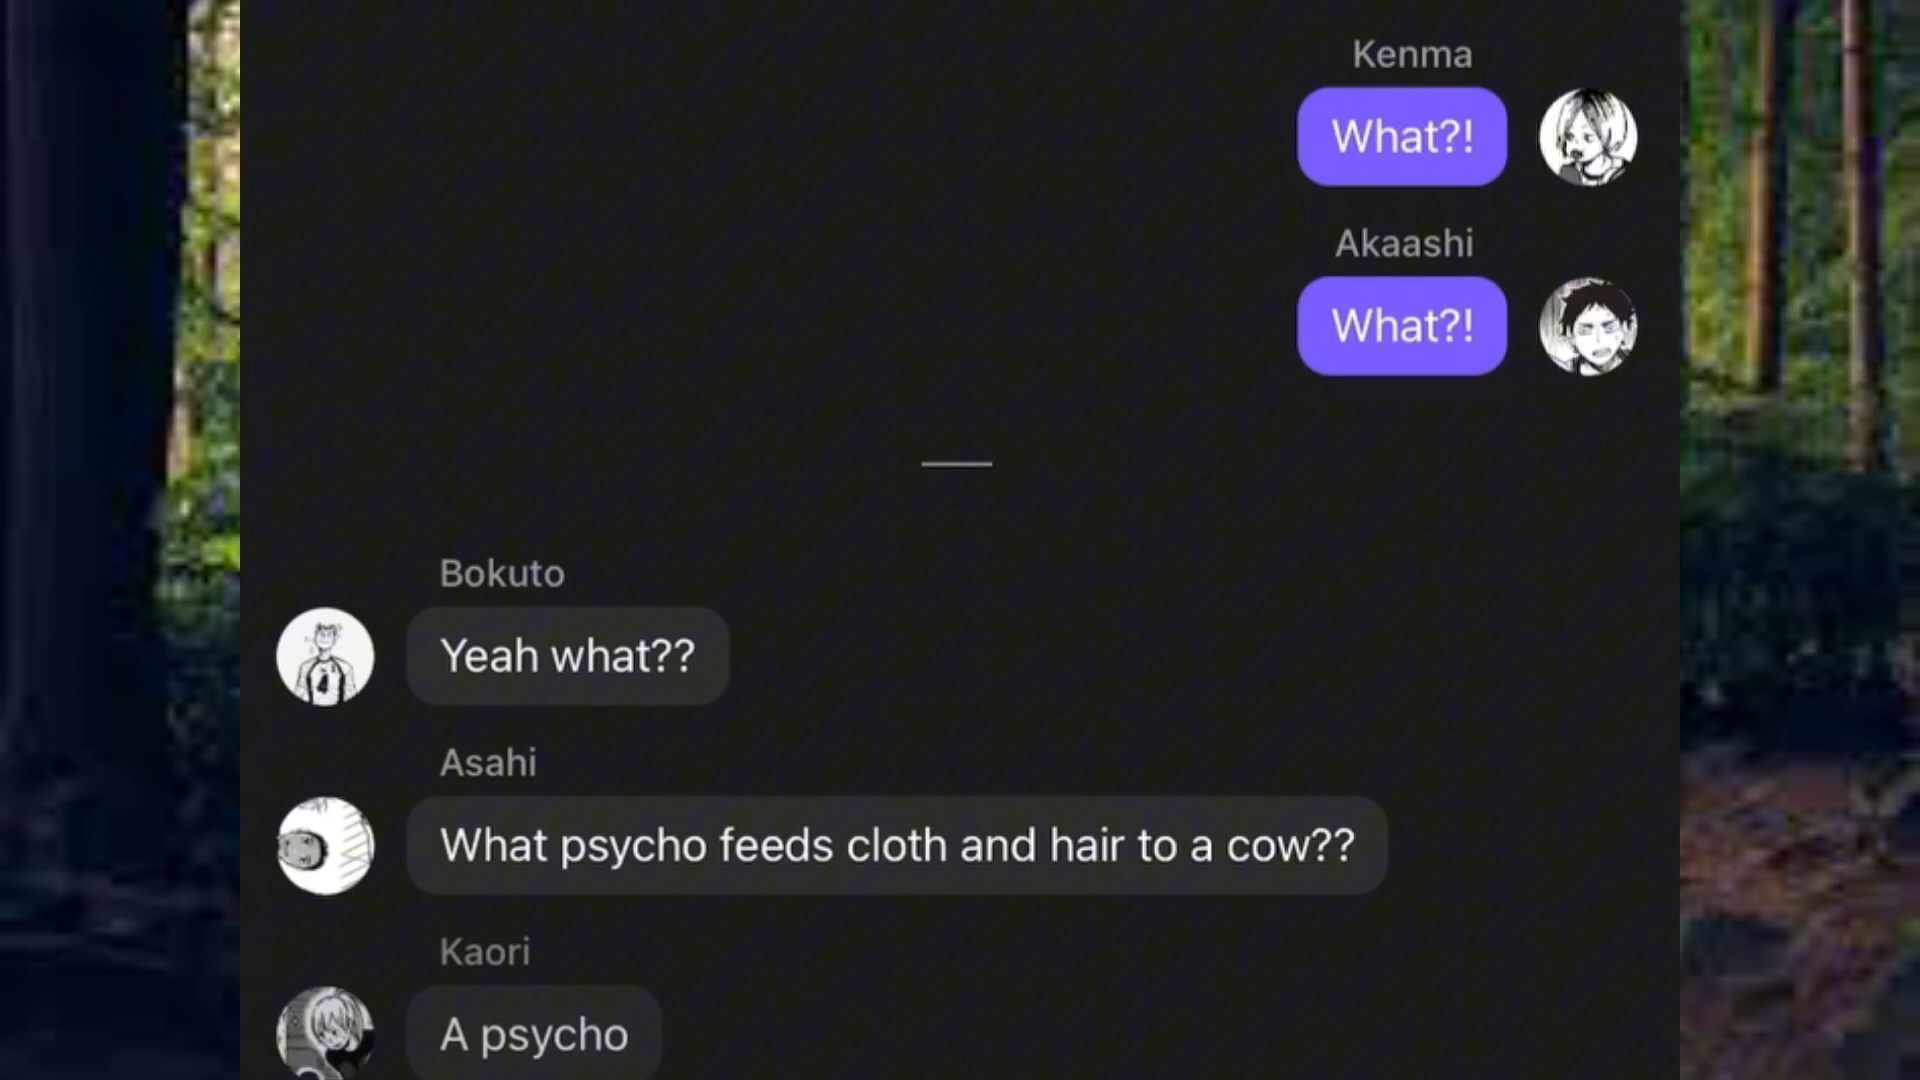 Kenma
What?!
Akaashi
What?!
Bokuto
Yeah what??
Asahi
What psycho feeds cloth and hair to a cow??
Kaori
A psycho